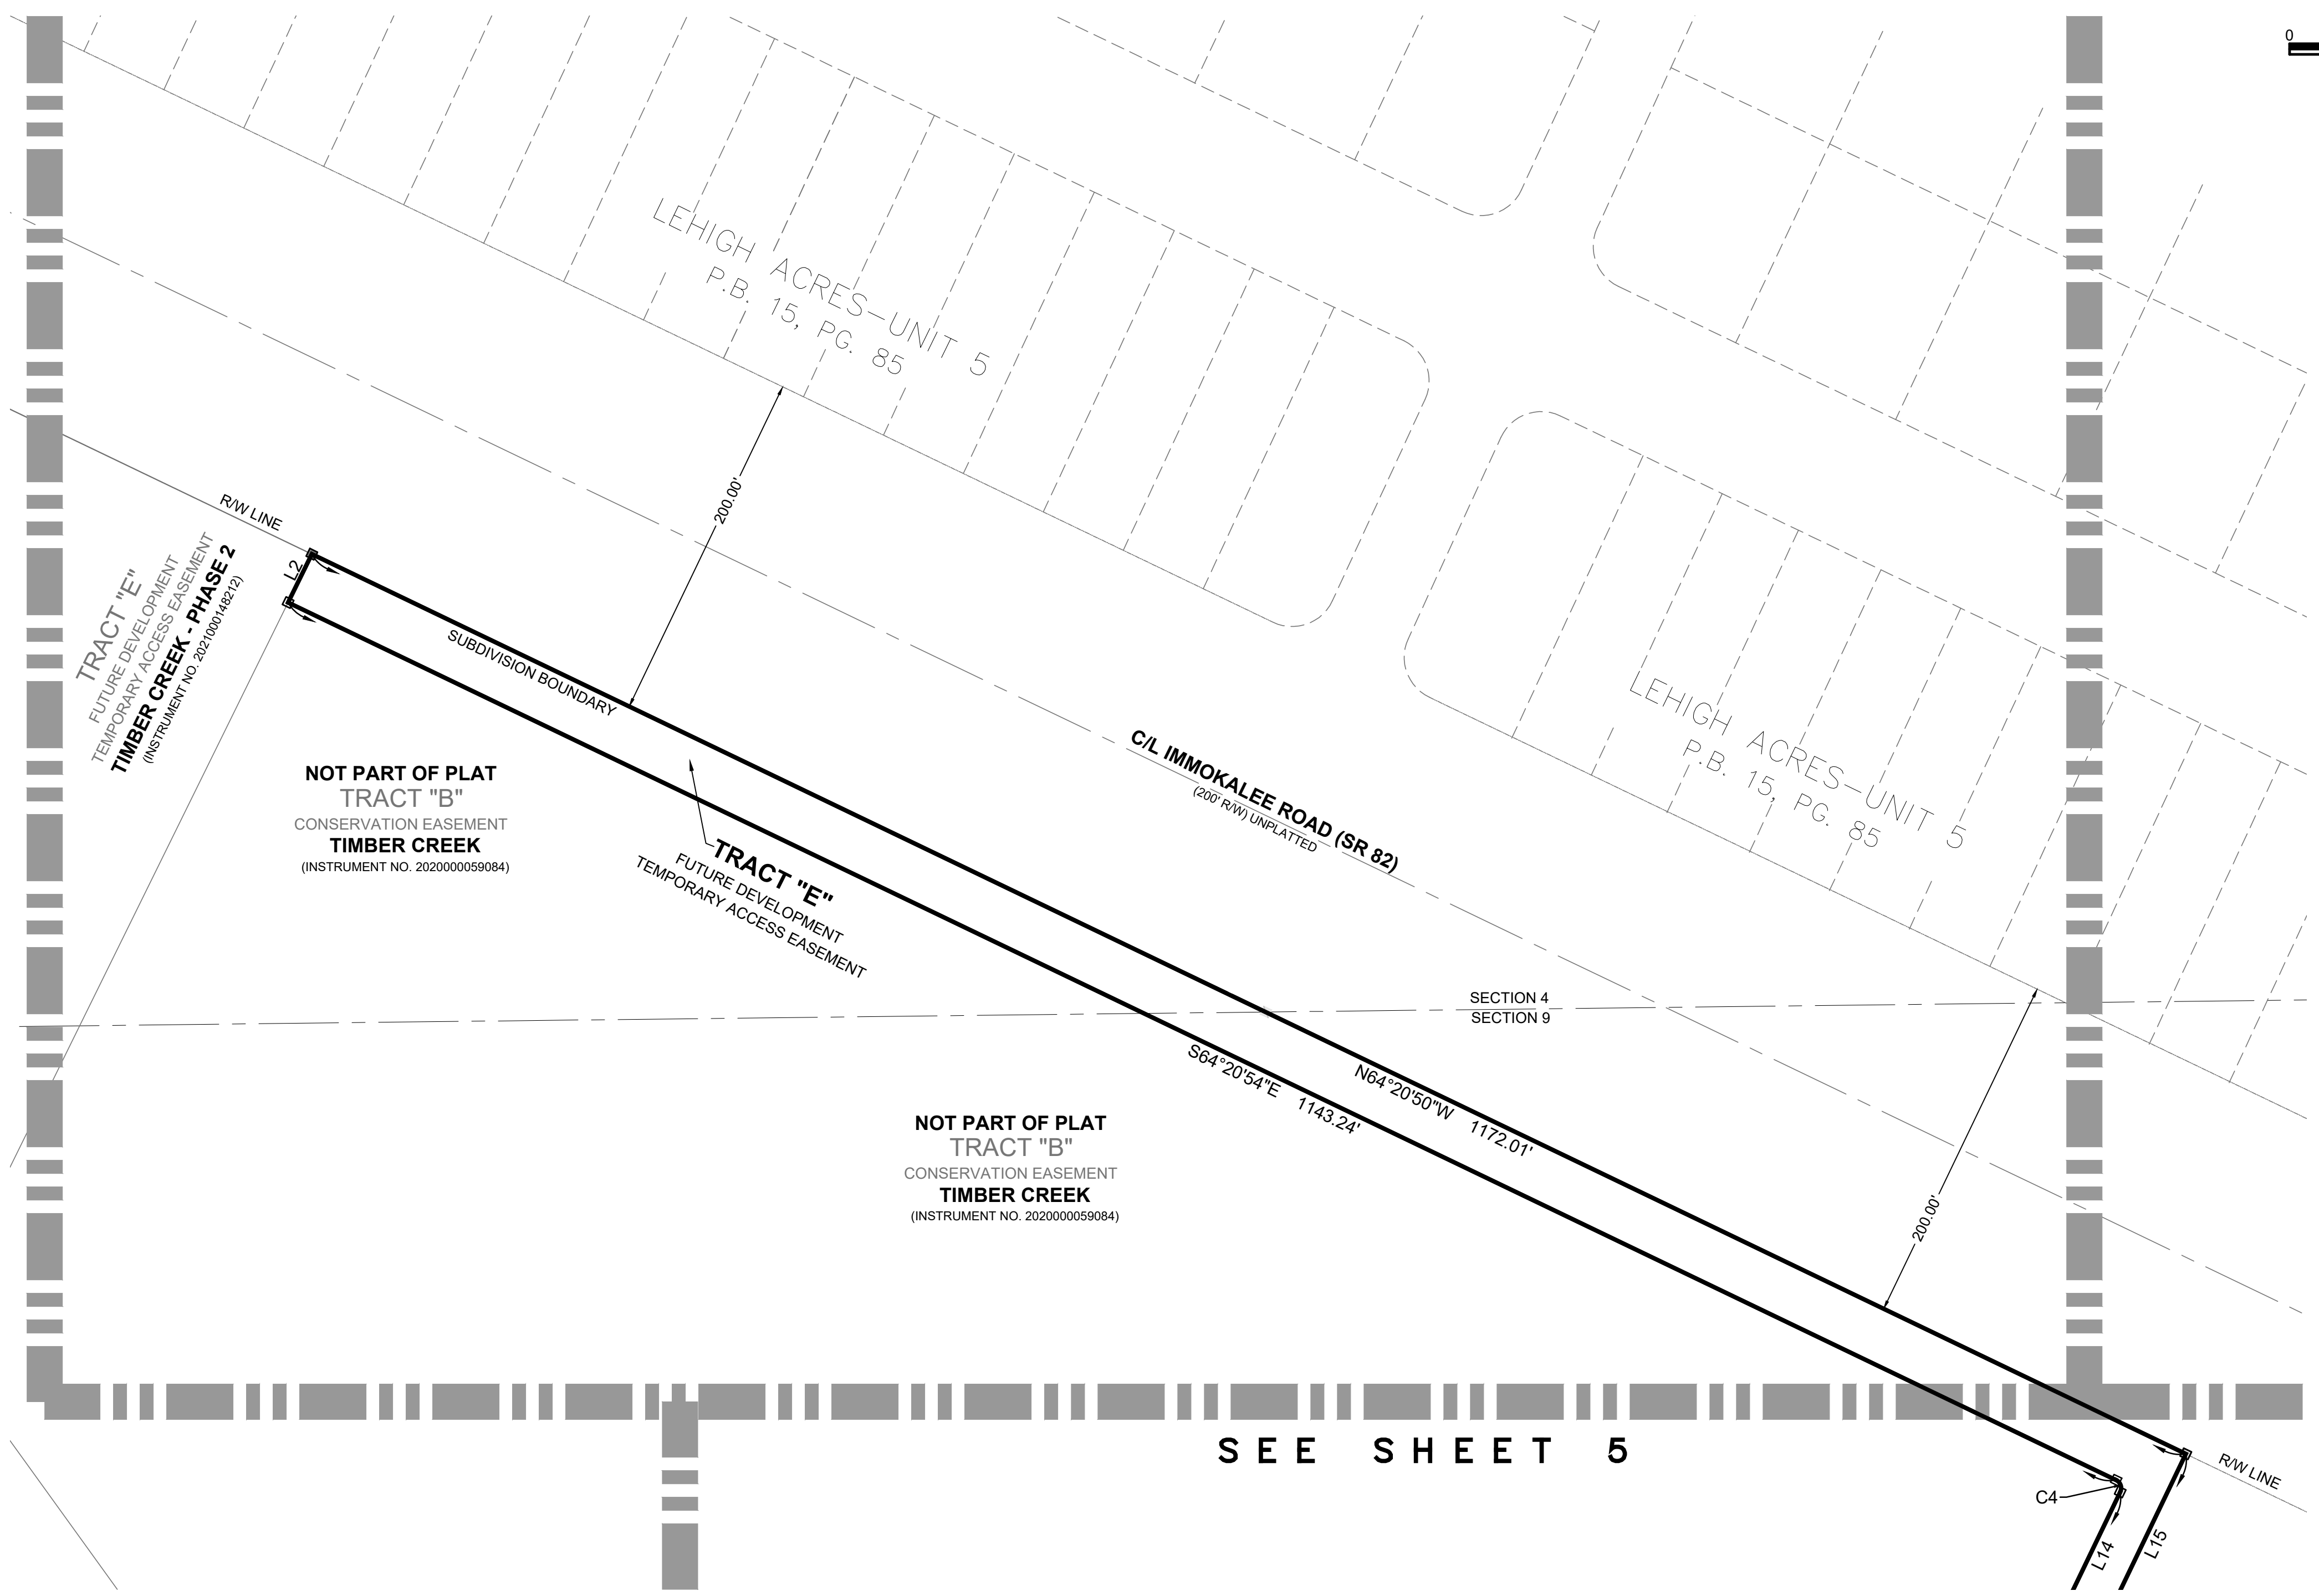 0
LEHIGH ACRES-UNIT 5
P.B. 15, PG. 85
200.00'
R/W LINE
L2
TRACT "E"
FUTURE DEVELOPMENT
TEMPORARY ACCESS EASEMENT
TIMBER CREEK - PHASE 2
(INSTRUMENT NO. 2021000148212)
SUBDIVISION BOUNDARY
LEHIGH ACRES-UNIT 5
P.B. 15, PG. 85
C/L IMMOKALEE ROAD (SR 82)
(200' R/W) UNPLATTED
NOT PART OF PLAT
TRACT "B"
CONSERVATION EASEMENT
TIMBER CREEK
(INSTRUMENT NO. 2020000059084)
TRACT "E"
FUTURE DEVELOPMENT
TEMPORARY ACCESS EASEMENT
SECTION 4
SECTION 9
S64°20'54"E 1143.24'
N64°20'50"W 1172.01'
NOT PART OF PLAT
TRACT "B"
CONSERVATION EASEMENT
TIMBER CREEK
(INSTRUMENT NO. 2020000059084)
200.00'
SEE SHEET 5
R/W LINE
C4
L14
L15